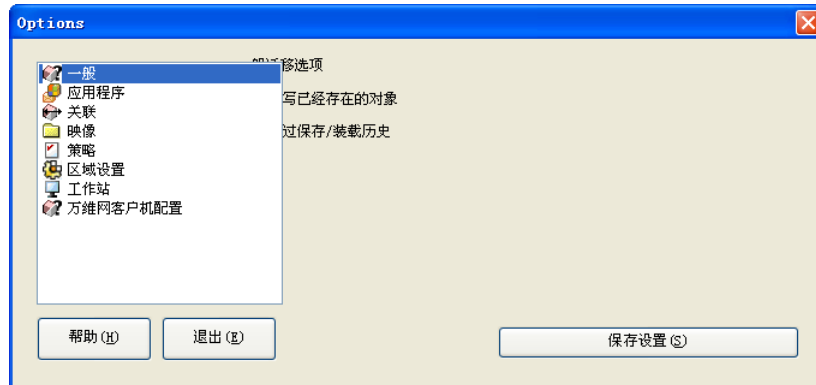 Options
一般
应用程序
关联
映像
策略
区域设置
工作站
万维网客户机配置
移选项
写已经存在的对象
过保存/装载历史
帮助(H)
退出(E)
保存设置(S)